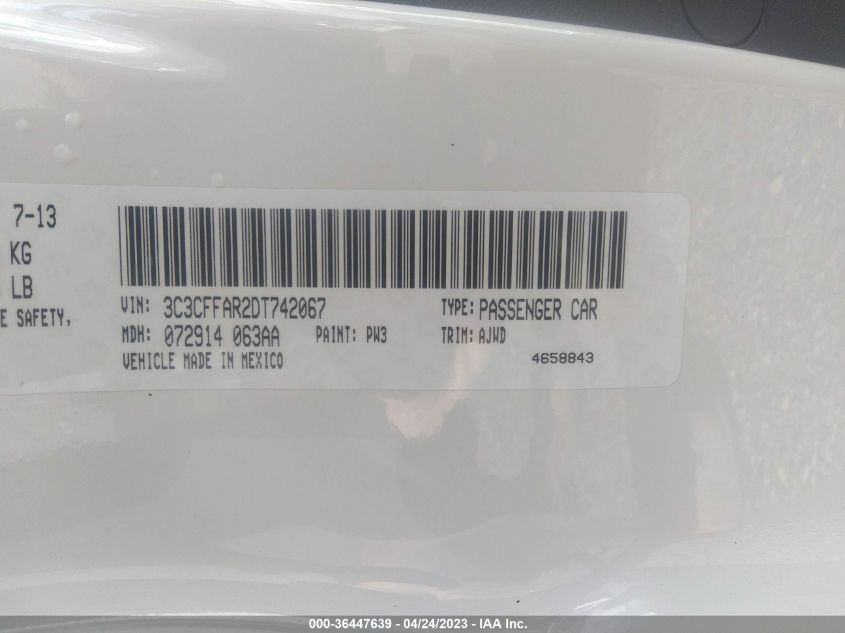 7-13
KG
LB
E SAFETY,
VIN: 3C3CFFAR2DT742067 TYPE: PASSENGER CAR
MDH: 072914 063AA PAINT: PW3 TRIM: AJWD
VEHICLE MADE IN MEXICO 4658843
000-36447639 - 04/24/2023 - IAA Inc.